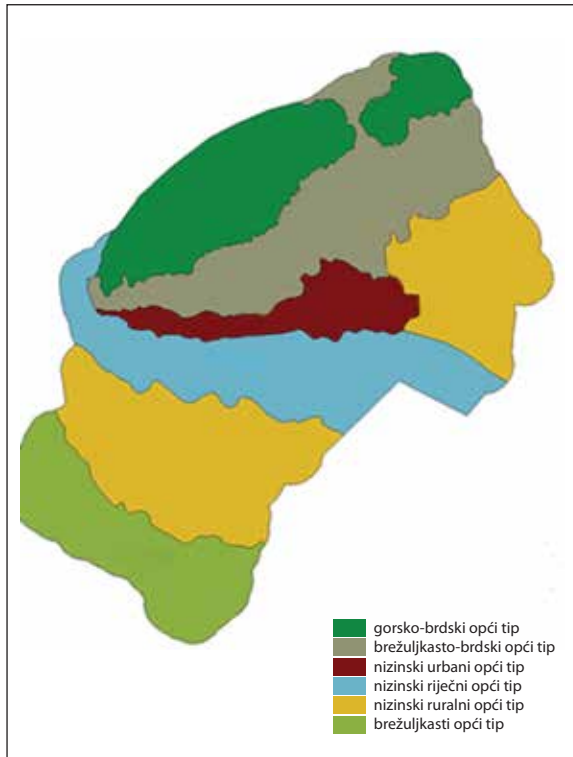 gorsko-brdski opći tip
brežuljkasto-brdski opći tip
nizinski urbani opći tip
nizinski riječni opći tip
nizinski ruralni opći tip
brežuljkasti opći tip